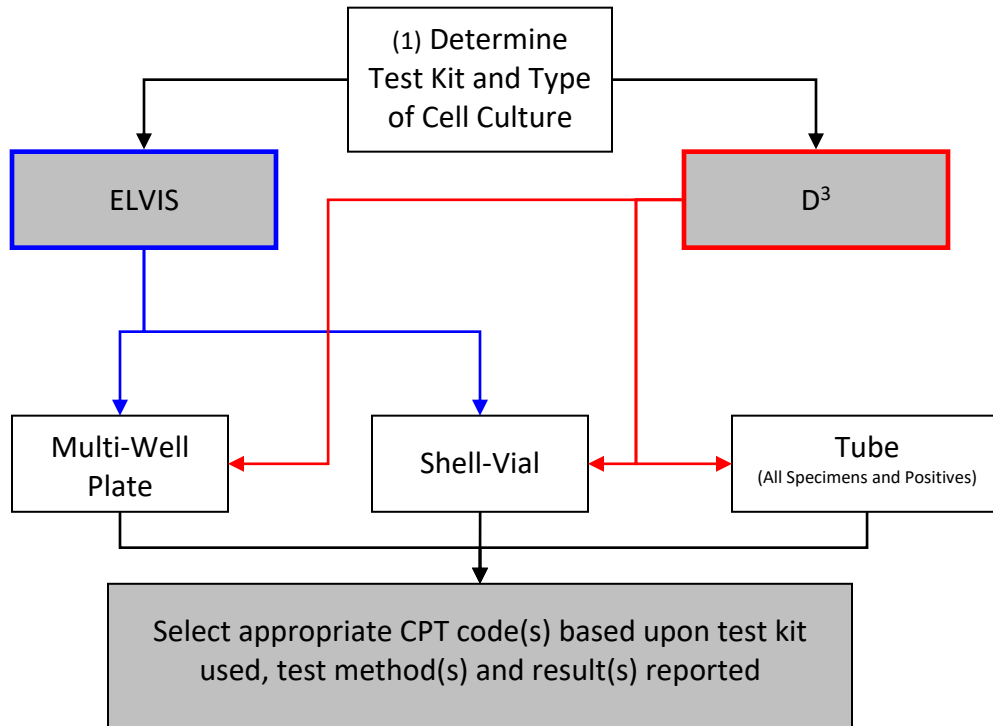 (1) Determine
Test Kit and Type
of Cell Culture
ELVIS
D³
Multi-Well
Plate
Shell-Vial
Tube
(All Specimens and Positives)
Select appropriate CPT code(s) based upon test kit
used, test method(s) and result(s) reported